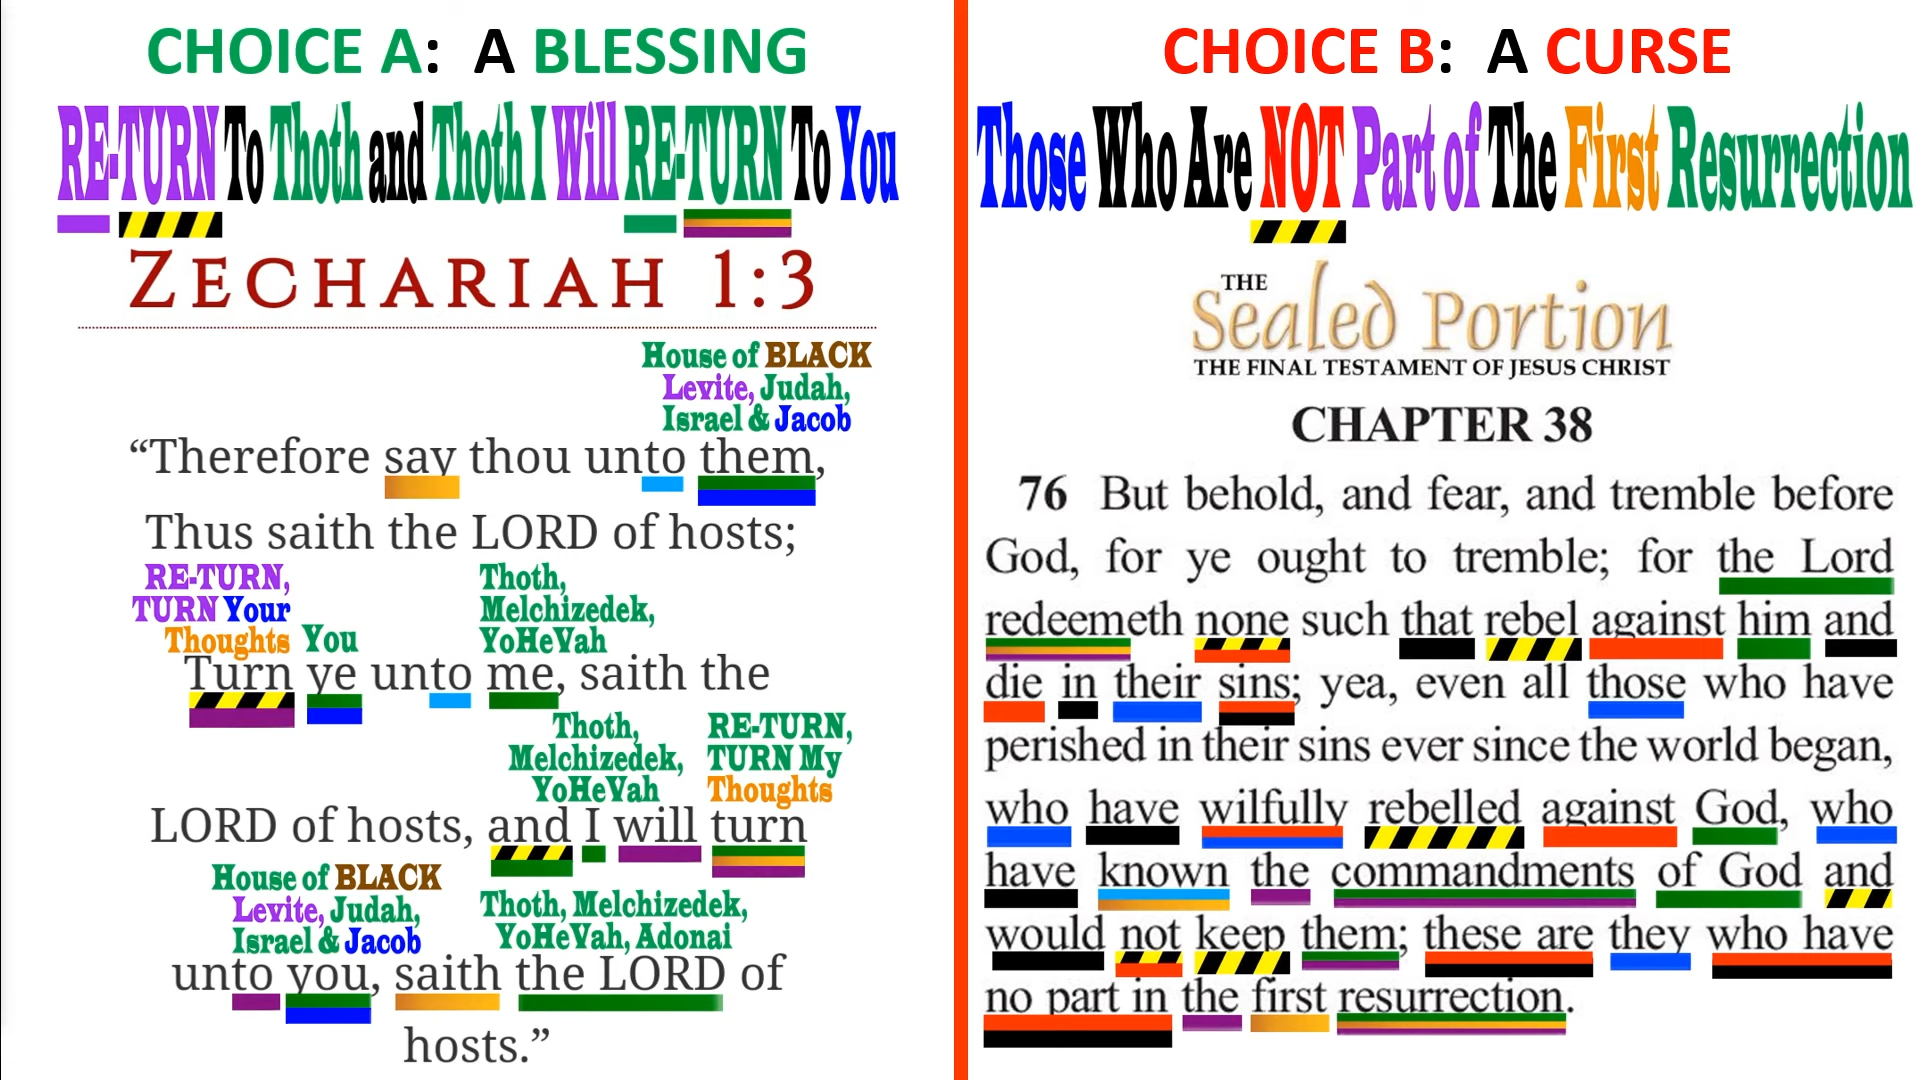 CHOICE A: A BLESSING
RE-TURN To Thoth and Thoth I Will RE-TURN To You
ZECHARIAH 1:3
House of BLACK
Levite, Judah,
Israel & Jacob
“Therefore say thou unto them,
Thus saith the LORD of hosts;
RE-TURN,
TURN Your
Thoughts You
Thoth,
Melchizedek,
YoHeVah
Turn ye unto me, saith the
Thoth,
Melchizedek,
YoHeVah
RE-TURN,
TURN My
Thoughts
LORD of hosts, and I will turn
House of BLACK
Levite, Judah,
Israel & Jacob
Thoth, Melchizedek,
YoHeVah, Adonai
unto you, saith the LORD of
hosts.”
CHOICE B: A CURSE
Those Who Are NOT Part of The First Resurrection
THE
Sealed Portion
THE FINAL TESTAMENT OF JESUS CHRIST
CHAPTER 38
76 But behold, and fear, and tremble before
God, for ye ought to tremble; for the Lord
redeemeth none such that rebel against him and
die in their sins; yea, even all those who have
perished in their sins ever since the world began,
who have wilfully rebelled against God, who
have known the commandments of God and
would not keep them; these are they who have
no part in the first resurrection.